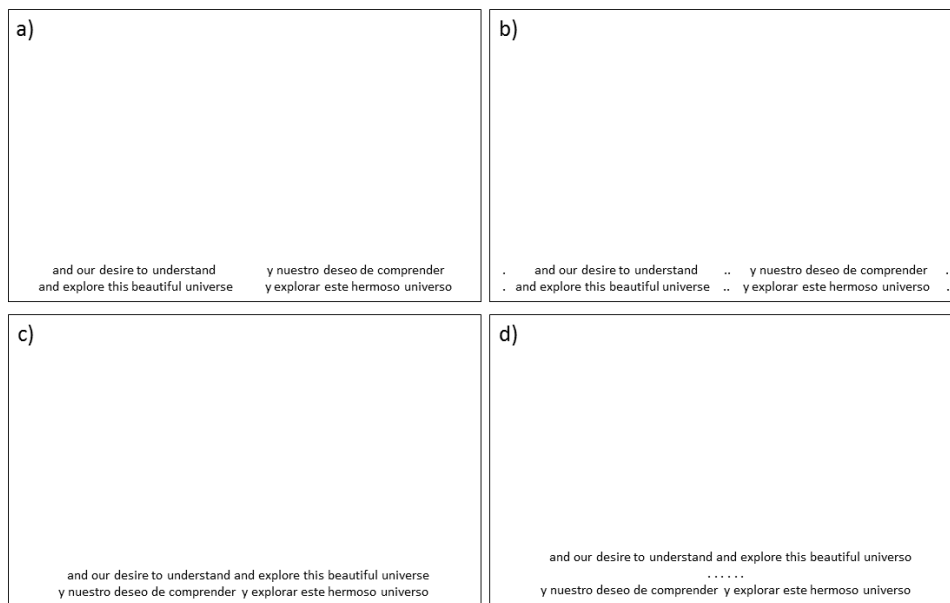 a)
and our desire to understand y nuestro deseo de comprender
and explore this beautiful universe y explorar este hermoso universo
b)
. and our desire to understand .. y nuestro deseo de comprender .
. and explore this beautiful universe .. y explorar este hermoso universo .
c)
and our desire to understand and explore this beautiful universe
y nuestro deseo de comprender y explorar este hermoso universo
d)
and our desire to understand and explore this beautiful universo
......
y nuestro deseo de comprender y explorar este hermoso universo